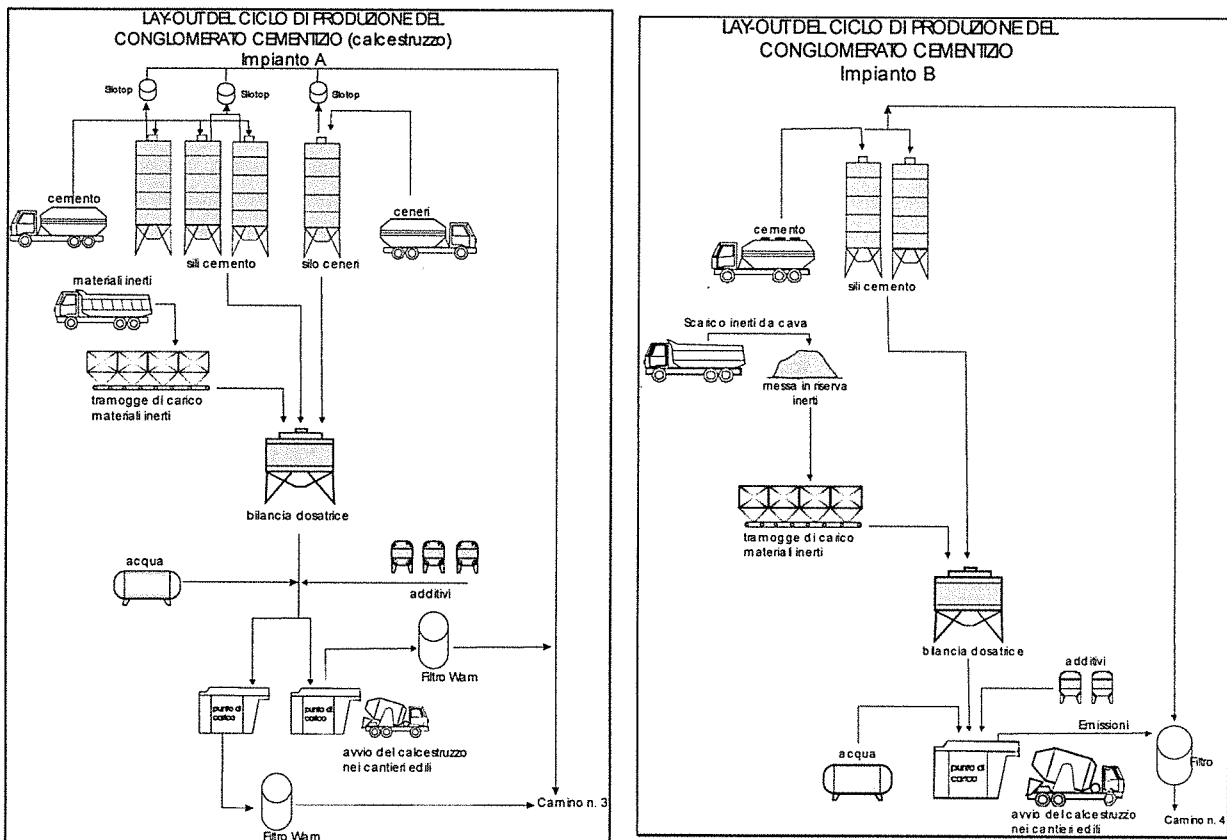 LAY-OUT DEL CICLO DI PRODUZIONE DEL
CONGLOMERATO CEMENTIZIO (calcestruzzo)
Impianto A
Slotop
Slotop
Slotop
cemento
ceneri
sili cemento
silo ceneri
materiali inerti
tramogge di carico
materiali inerti
bilancia dosatrice
acqua
additivi
Filtro Wam
punto di
carico
punto di
carico
avvio del calcestruzzo
nei cantieri edili
Camino n. 3
Filtro Wam
LAY-OUT DEL CICLO DI PRODUZIONE DEL
CONGLOMERATO CEMENTIZIO
Impianto B
cemento
sili cemento
Scarico inerti da cava
messa in riserva
inerti
tramogge di carico
materiali inerti
bilancia dosatrice
additivi
Emissioni
acqua
punto di
carico
Filtro
avvio del calcestruzzo
nei cantieri edili
Camino n. 4